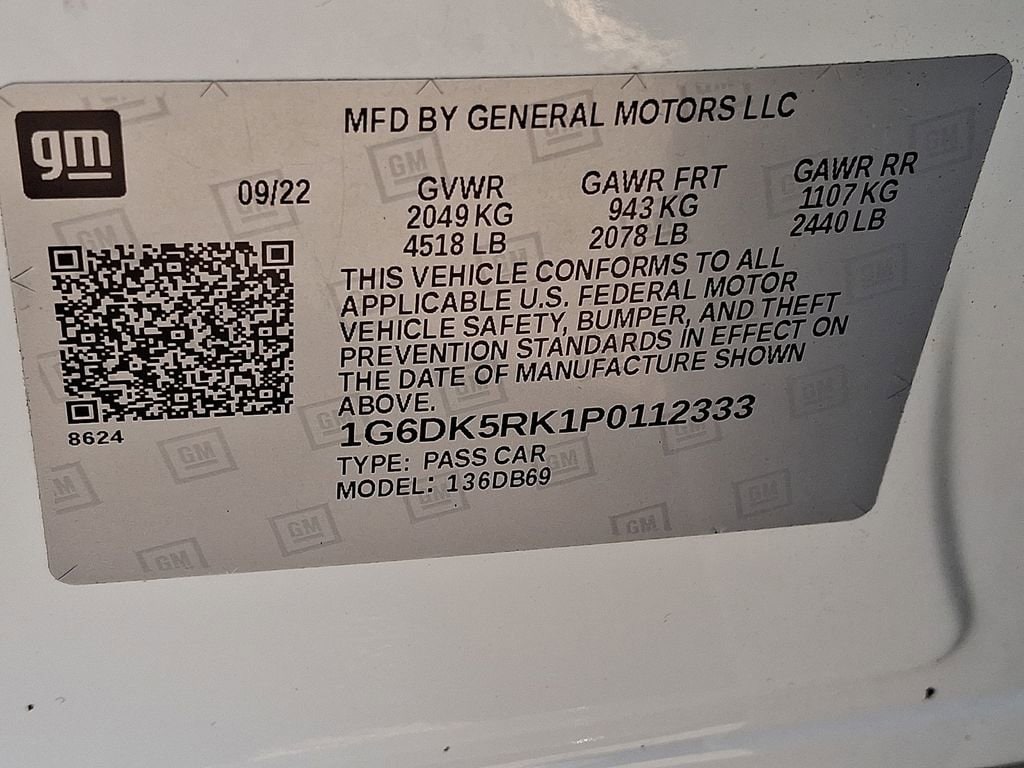 gm
MFD BY GENERAL MOTORS LLC
09/22
GVWR
2049 KG
4518 LB
GAWR FRT
943 KG
2078 LB
GAWR RR
1107 KG
2440 LB
THIS VEHICLE CONFORMS TO ALL
APPLICABLE U.S. FEDERAL MOTOR
VEHICLE SAFETY, BUMPER, AND THEFT
PREVENTION STANDARDS IN EFFECT ON
THE DATE OF MANUFACTURE SHOWN
ABOVE.
8624
1G6DK5RK1P0112333
TYPE: PASS CAR
MODEL: 136DB69